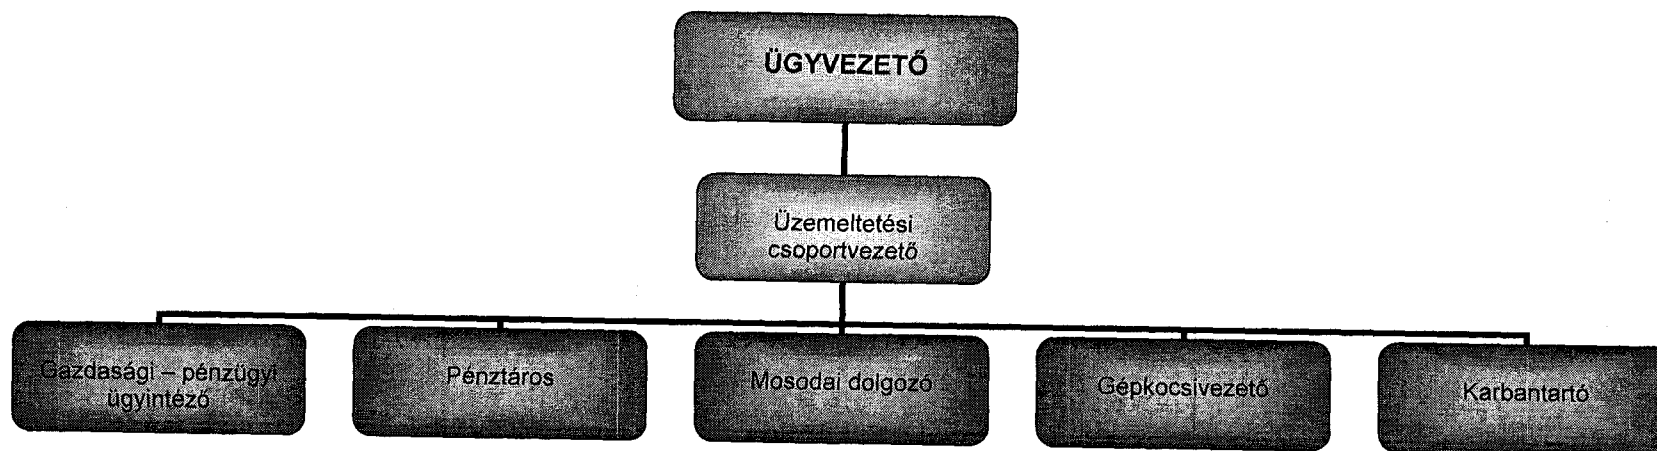 ÜGYVEZETŐ
Üzemeltetési
csoportvezető
Gazdasági – pénzügyi
ügyintéző
Pénztáros
Mosodai dolgozó
Gépkocsivezető
Karbantartó